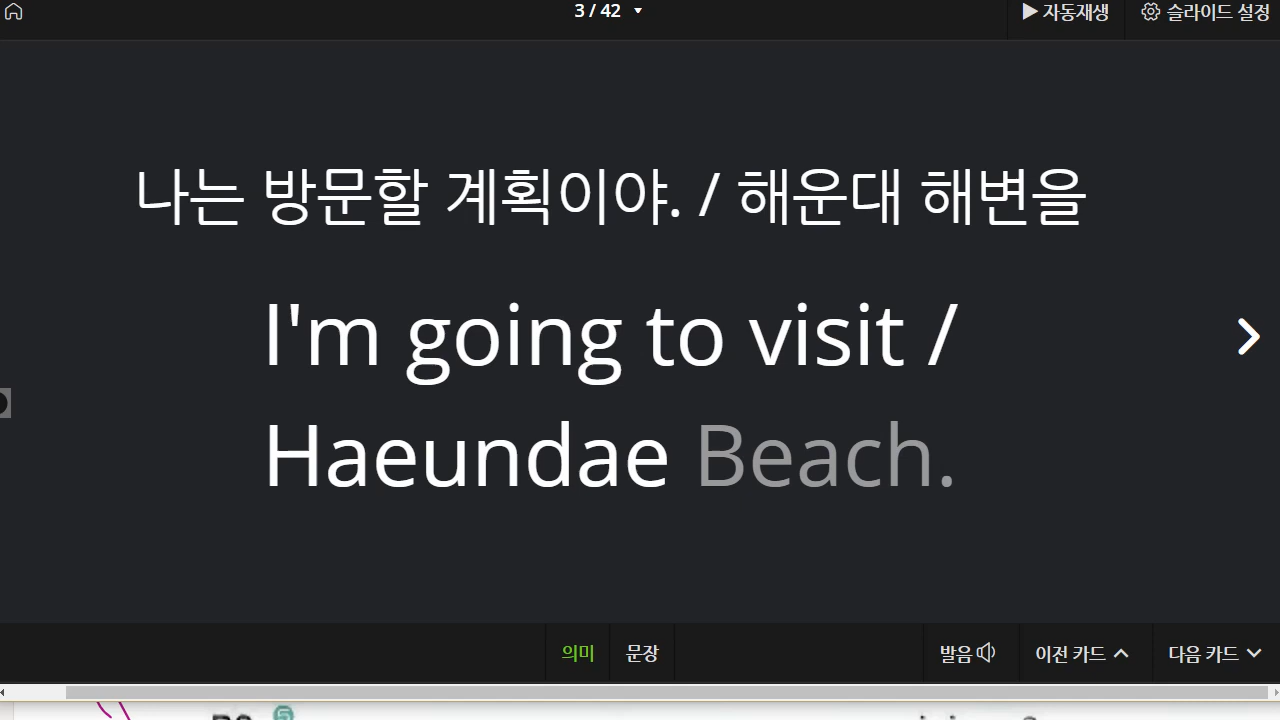 3 / 42
자동재생
슬라이드 설정
나는 방문할 계획이야. / 해운대 해변을
I'm going to visit /
Haeundae Beach.
의미
문장
발음
이전 카드
다음 카드
5